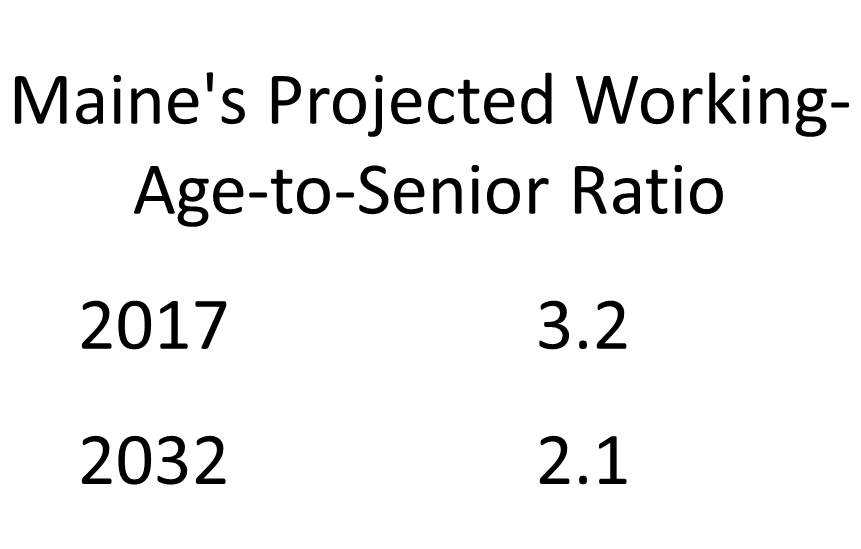 Maine's Projected Working-
Age-to-Senior Ratio
2017 3.2
2032 2.1